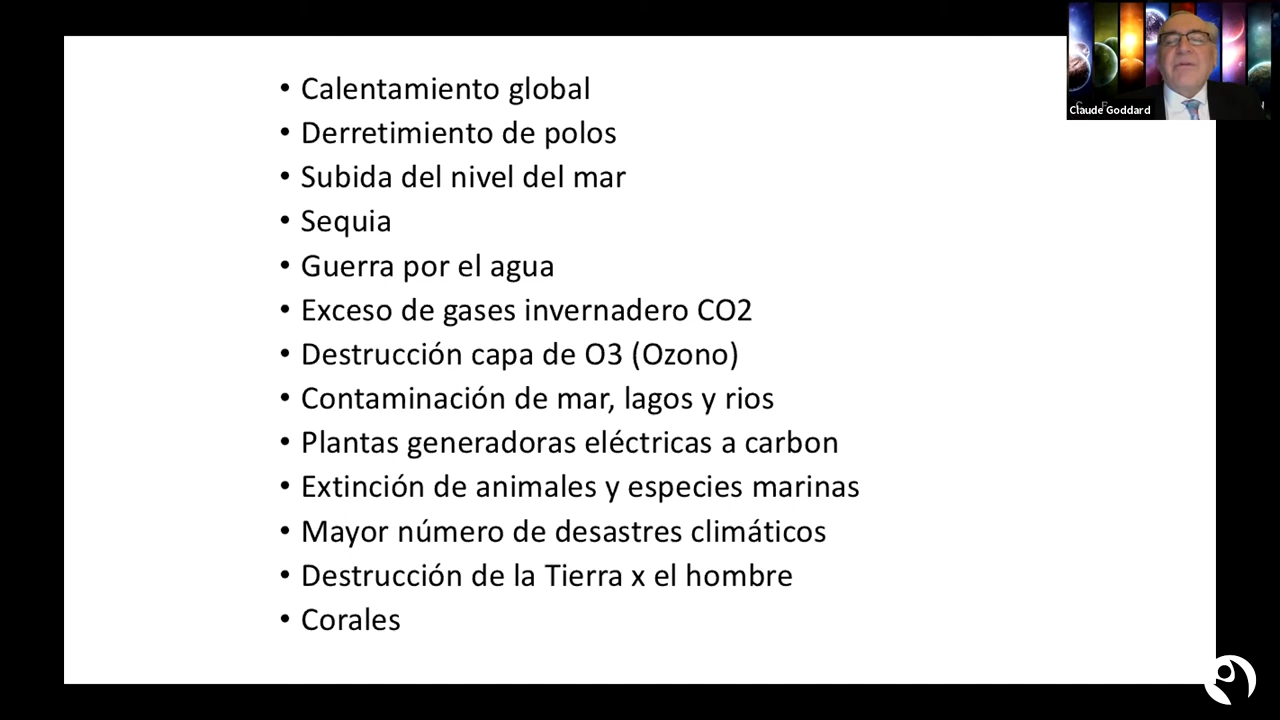 • Calentamiento global
• Derretimiento de polos
• Subida del nivel del mar
• Sequia
• Guerra por el agua
• Exceso de gases invernadero CO2
• Destrucción capa de O3 (Ozono)
• Contaminación de mar, lagos y rios
• Plantas generadoras eléctricas a carbon
• Extinción de animales y especies marinas
• Mayor número de desastres climáticos
• Destrucción de la Tierra x el hombre
• Corales
Claude Goddard